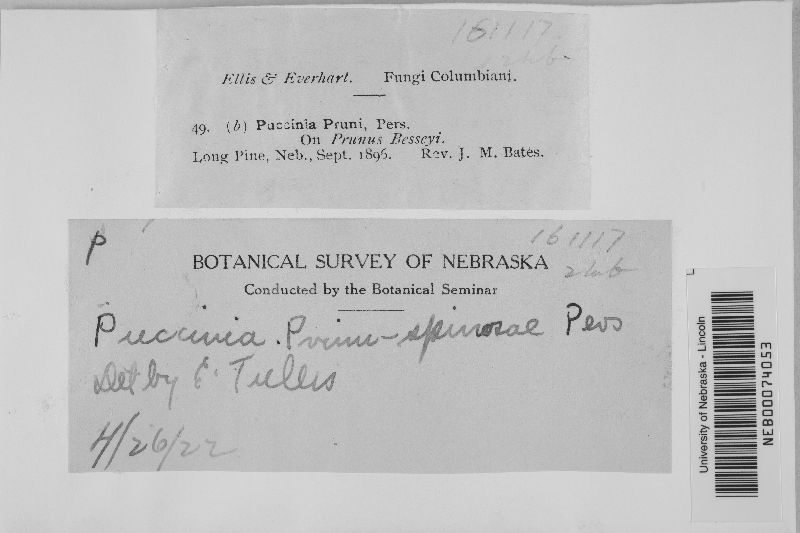 161117
Ellis & Everhart. Fungi Columbiani.
49. (b) Puccinia Pruni, Pers.
On Prunus Besseyi.
Long Pine, Neb., Sept. 1896. Rev. J. M. Bates.
P
161117
BOTANICAL SURVEY OF NEBRASKA
Conducted by the Botanical Seminar
Puccinia Pruni-spinosae Pers
Det by E. Tullis
4/26/22
University of Nebraska - Lincoln
NEB00074053